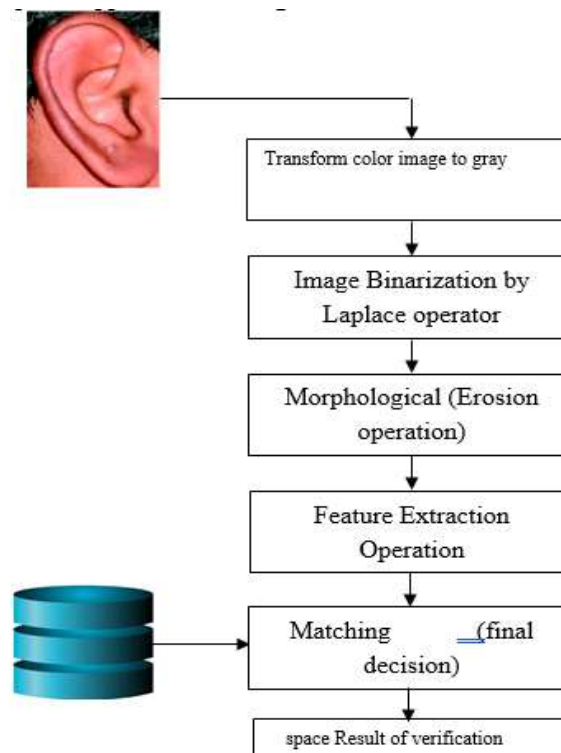 Transform color image to gray
Image Binarization by
Laplace operator
Morphological (Erosion
operation)
Feature Extraction
Operation
Matching (final
decision)
space Result of verification